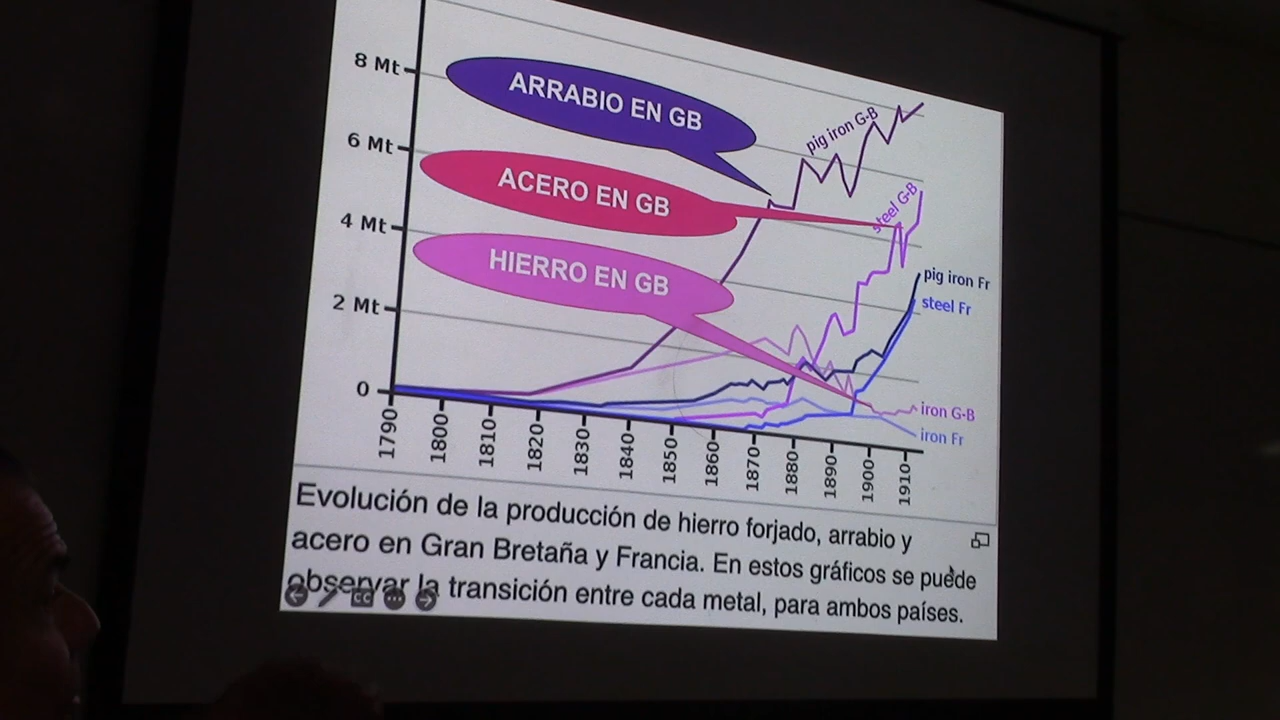 8 Mt
6 Mt
4 Mt
2 Mt
0
ARRABIO EN GB
ACERO EN GB
HIERRO EN GB
pig iron G-B
steel G-B
pig iron Fr
steel Fr
iron G-B
iron Fr
1790 1800 1810 1820 1830 1840 1850 1860 1870 1880 1890 1900 1910
Evolución de la producción de hierro forjado, arrabio y
acero en Gran Bretaña y Francia. En estos gráficos se puede
observar la transición entre cada metal, para ambos países.
CC